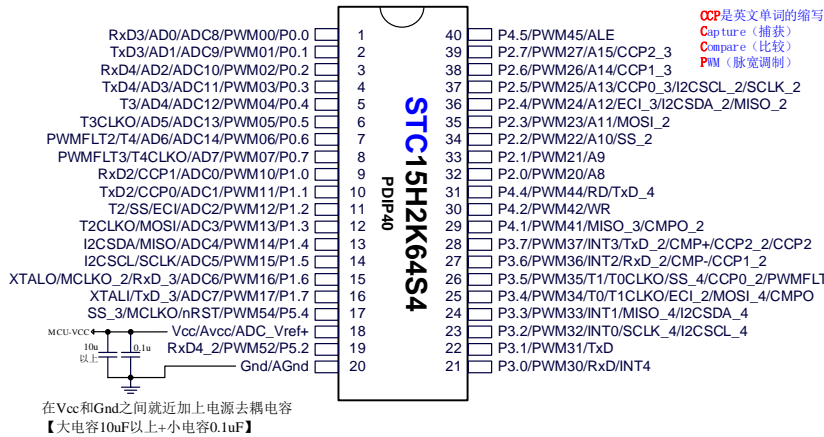 CCP是英文单词的缩写
Capture（捕获）
Compare（比较）
PWM（脉宽调制）
RxD3/AD0/ADC8/PWM00/P0.0 1
TxD3/AD1/ADC9/PWM01/P0.1 2
RxD4/AD2/ADC10/PWM02/P0.2 3
TxD4/AD3/ADC11/PWM03/P0.3 4
T3/AD4/ADC12/PWM04/P0.4 5
T3CLKO/AD5/ADC13/PWM05/P0.5 6
PWMFLT2/T4/AD6/ADC14/PWM06/P0.6 7
PWMFLT3/T4CLKO/AD7/PWM07/P0.7 8
RxD2/CCP1/ADC0/PWM10/P1.0 9
TxD2/CCP0/ADC1/PWM11/P1.1 10
T2/SS/ECI/ADC2/PWM12/P1.2 11
T2CLKO/MOSI/ADC3/PWM13/P1.3 12
I2CSDA/MISO/ADC4/PWM14/P1.4 13
I2CSCL/SCLK/ADC5/PWM15/P1.5 14
XTALO/MCLKO_2/RxD_3/ADC6/PWM16/P1.6 15
XTALI/TxD_3/ADC7/PWM17/P1.7 16
SS_3/MCLKO/nRST/PWM54/P5.4 17
MCU-VCC Vcc/Avcc/ADC_Vref+ 18
10u以上 0.1u RxD4_2/PWM52/P5.2 19
Gnd/AGnd 20
STC15H2K64S4
PDIP40
40 P4.5/PWM45/ALE
39 P2.7/PWM27/A15/CCP2_3
38 P2.6/PWM26/A14/CCP1_3
37 P2.5/PWM25/A13/CCP0_3/I2CSCL_2/SCLK_2
36 P2.4/PWM24/A12/ECI_3/I2CSDA_2/MISO_2
35 P2.3/PWM23/A11/MOSI_2
34 P2.2/PWM22/A10/SS_2
33 P2.1/PWM21/A9
32 P2.0/PWM20/A8
31 P4.4/PWM44/RD/TxD_4
30 P4.2/PWM42/WR
29 P4.1/PWM41/MISO_3/CMPO_2
28 P3.7/PWM37/INT3/TxD_2/CMP+/CCP2_2/CCP2
27 P3.6/PWM36/INT2/RxD_2/CMP-/CCP1_2
26 P3.5/PWM35/T1/T0CLKO/SS_4/CCP0_2/PWMFLT
25 P3.4/PWM34/T0/T1CLKO/ECI_2/MOSI_4/CMPO
24 P3.3/PWM33/INT1/MISO_4/I2CSDA_4
23 P3.2/PWM32/INT0/SCLK_4/I2CSCL_4
22 P3.1/PWM31/TxD
21 P3.0/PWM30/RxD/INT4
在Vcc和Gnd之间就近加上电源去耦电容
【大电容10uF以上+小电容0.1uF】